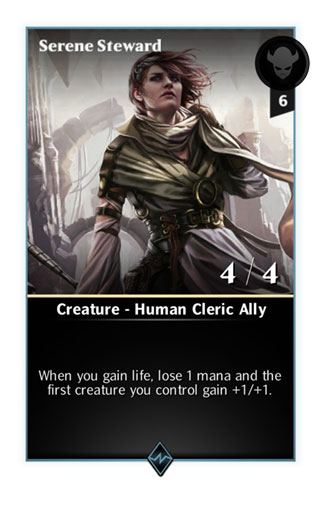 Serene Steward
6
4 / 4
Creature - Human Cleric Ally
When you gain life, lose 1 mana and the
first creature you control gain +1/+1.